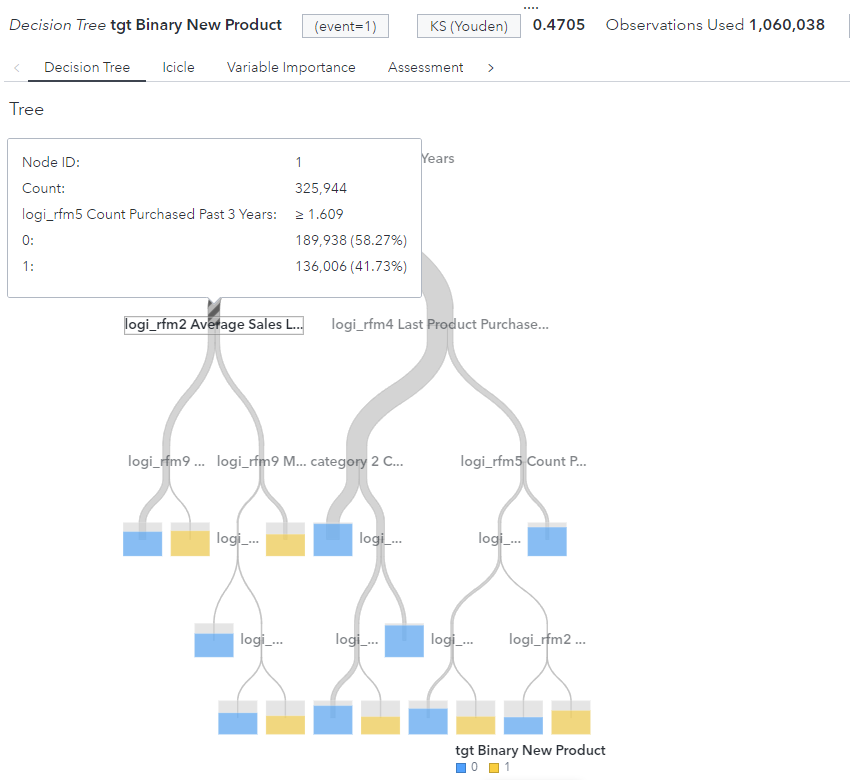 Decision Tree tgt Binary New Product (event=1) KS (Youden) 0.4705 Observations Used 1,060,038
Decision Tree Icicle Variable Importance Assessment
Tree
Years
Node ID: 1
Count: 325,944
logi_rfm5 Count Purchased Past 3 Years: ≥ 1.609
0: 189,938 (58.27%)
1: 136,006 (41.73%)
logi_rfm2 Average Sales L... logi_rfm4 Last Product Purchase...
logi_rfm9 ... logi_rfm9 M... category 2 C... logi_rfm5 Count P...
logi_... logi_... logi_...
logi_... logi_... logi_... logi_rfm2 ...
tgt Binary New Product
0 1